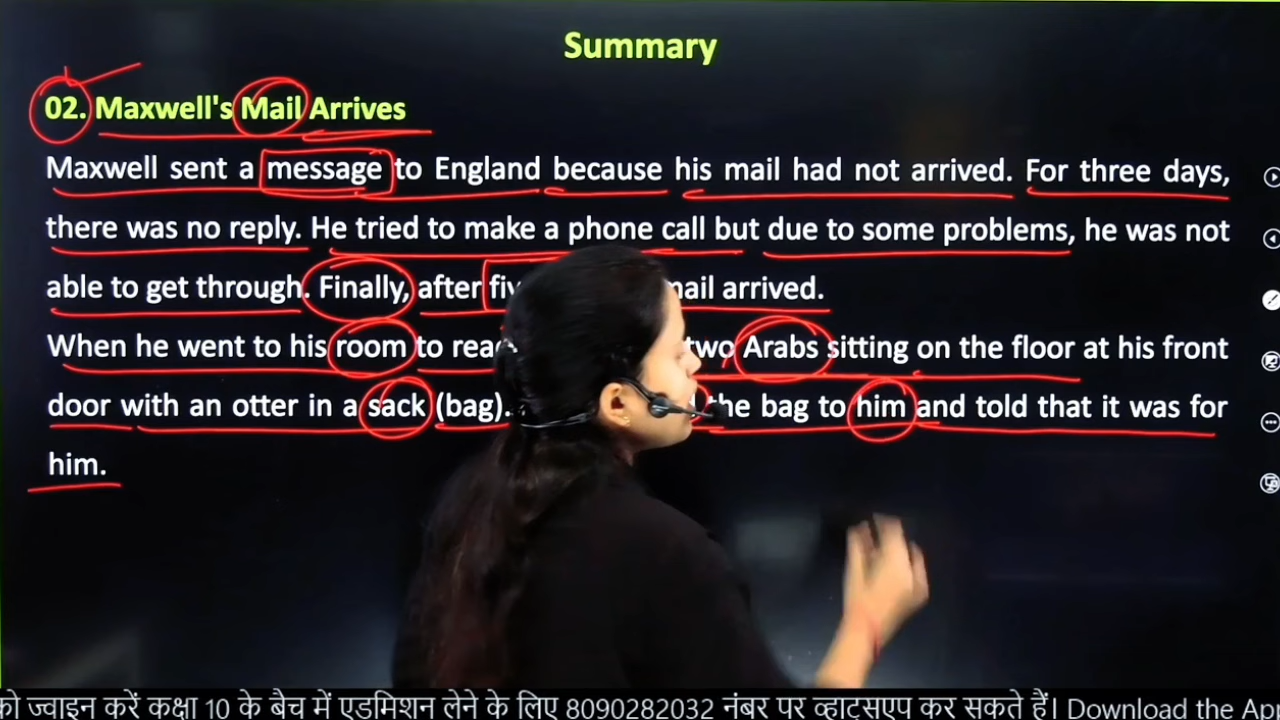 Summary
02. Maxwell's Mail Arrives
Maxwell sent a message to England because his mail had not arrived. For three days,
there was no reply. He tried to make a phone call but due to some problems, he was not
able to get through. Finally, after mail arrived.
When he went to his room to two Arabs sitting on the floor at his front
door with an otter in a sack (bag). the bag to him and told that it was for
him.
को ज्वाइन करें कक्षा 10 के बैच में एडमिशन लेने के लिए 8090282032 नंबर पर व्हाट्सएप कर सकते हैं। Download the App